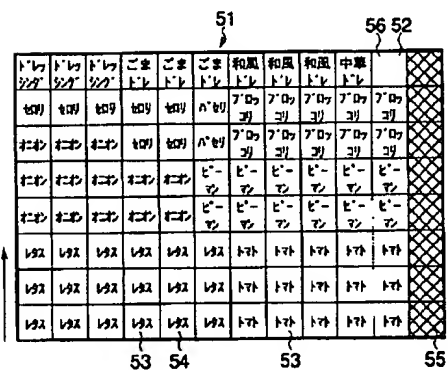 51
56 52
ドレッ ドレッ ドレッ ごま ごま ごま 和風 和風 和風 中華
シング シング シング ドレ ドレ ドレ ドレ ドレ ドレ ドレ
セロリ セロリ セロリ セロリ セロリ パセリ ブロッ ブロッ ブロッ ブロッ ブロッ
コリ コリ コリ コリ コリ
オニオン オニオン オニオン セロリ セロリ パセリ ブロッ ブロッ ブロッ ブロッ ブロッ
コリ コリ コリ コリ コリ
オニオン オニオン オニオン オニオン オニオン ピー ピー ピー ピー ピー ピー
マン マン マン マン マン マン
オニオン オニオン オニオン オニオン オニオン ピー ピー ピー ピー ピー ピー
マン マン マン マン マン マン
レタス レタス レタス レタス レタス レタス トマト トマト トマト トマト トマト
レタス レタス レタス レタス レタス レタス トマト トマト トマト トマト トマト
レタス レタス レタス レタス レタス レタス トマト トマト トマト トマト トマト
53 54 53 55